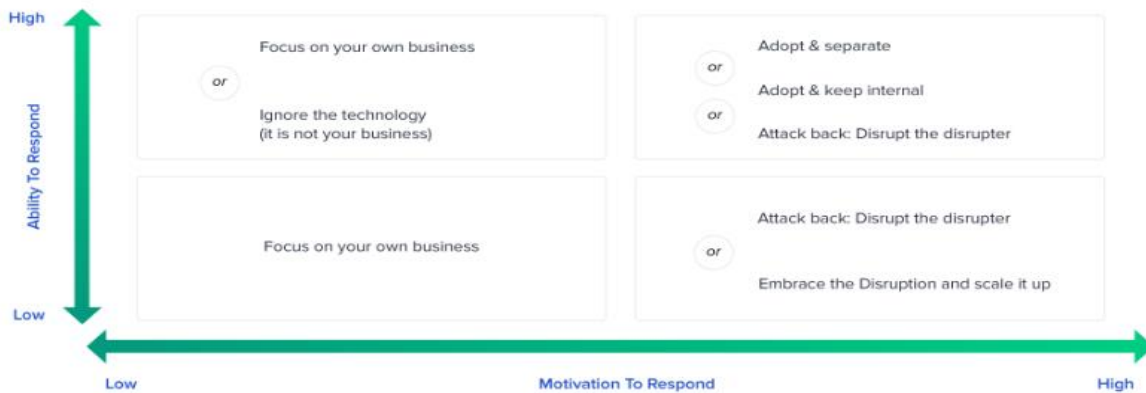 High
Focus on your own business
or
Ignore the technology
(it is not your business)
Adopt & separate
or
Adopt & keep internal
or
Attack back: Disrupt the disrupter
Ability To Respond
Focus on your own business
Attack back: Disrupt the disrupter
or
Embrace the Disruption and scale it up
Low
Low
Motivation To Respond
High